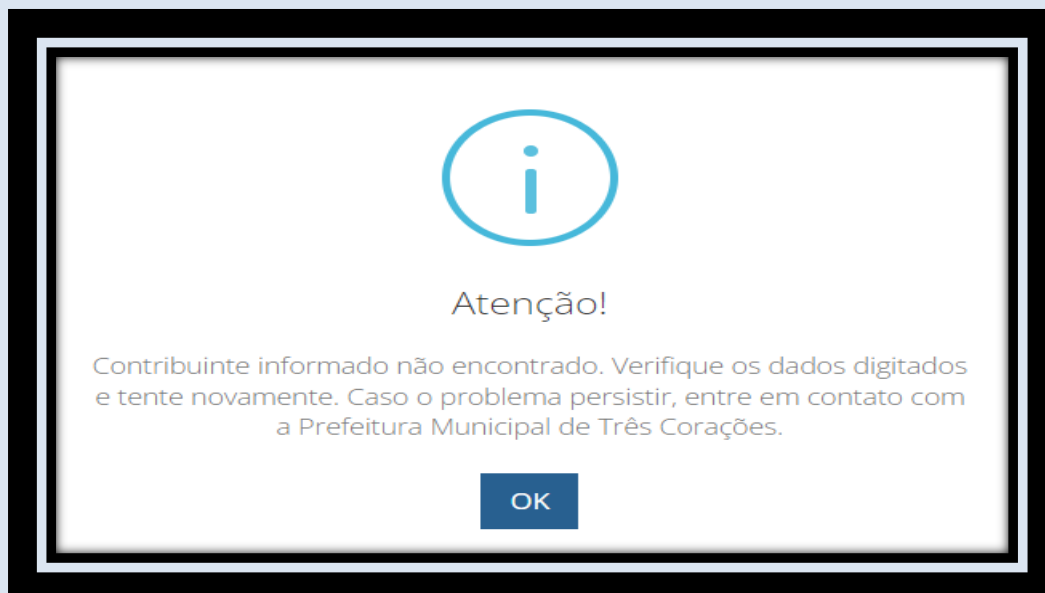 Atenção!
Contribuinte informado não encontrado. Verifique os dados digitados
e tente novamente. Caso o problema persistir, entre em contato com
a Prefeitura Municipal de Três Corações.
OK